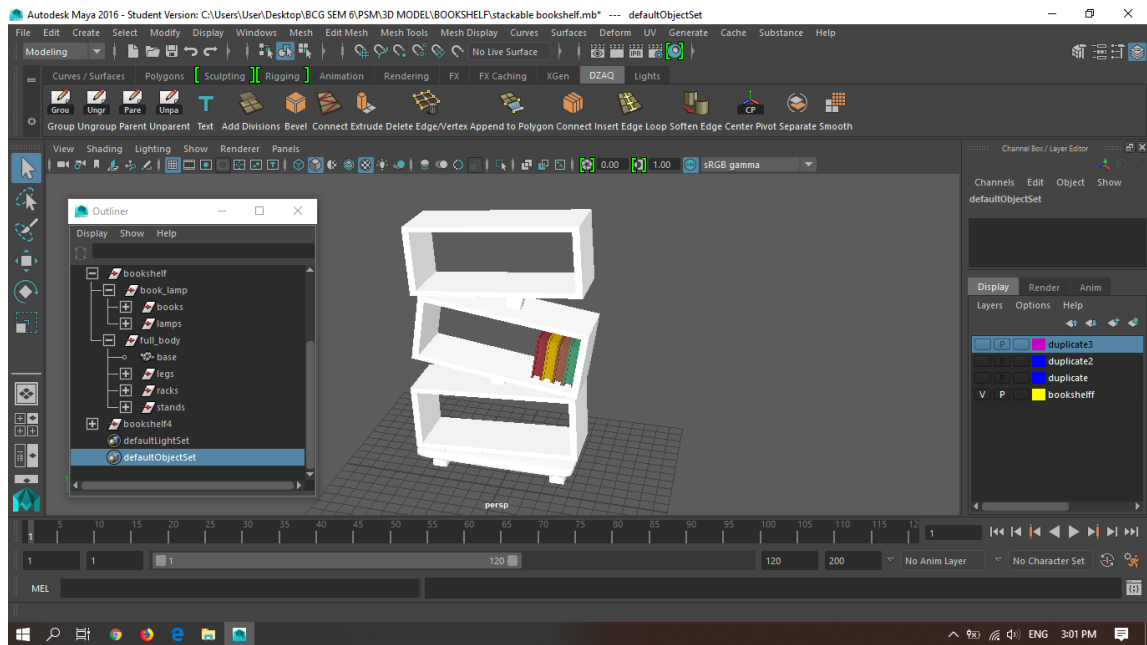 Autodesk Maya 2016 - Student Version: C:\Users\User\Desktop\BCG SEM 6\PSM\3D MODEL\BOOKSHELF\stackable bookshelf.mb* --- defaultObjectSet
File Edit Create Select Modify Display Windows Mesh Edit Mesh Mesh Tools Mesh Display Curves Surfaces Deform UV Generate Cache Substance Help
Modeling No Live Surface IPR
Curves / Surfaces Polygons Sculpting Rigging Animation Rendering FX FX Caching XGen DZAQ Lights
Grou Ungr Pare Unpa T CP
Group Ungroup Parent Unparent Text Add Divisions Bevel Connect Extrude Delete Edge/Vertex Append to Polygon Connect Insert Edge Loop Soften Edge Center Pivot Separate Smooth
View Shading Lighting Show Renderer Panels
0.00 1.00 sRGB gamma
Channel Box / Layer Editor
Channels Edit Object Show
defaultObjectSet
Outliner
Display Show Help
bookshelf
book_lamp
books
lamps
full_body
base
legs
racks
stands
bookshelf4
defaultLightSet
defaultObjectSet
persp
Display Render Anim
Layers Options Help
P duplicate3
P duplicate2
P duplicate
V P bookshelff
1 5 10 15 20 25 30 35 40 45 50 55 60 65 70 75 80 85 90 95 100 105 110 115 12 1
1 1 1 120 120 200 No Anim Layer No Character Set
MEL
ENG 3:01 PM